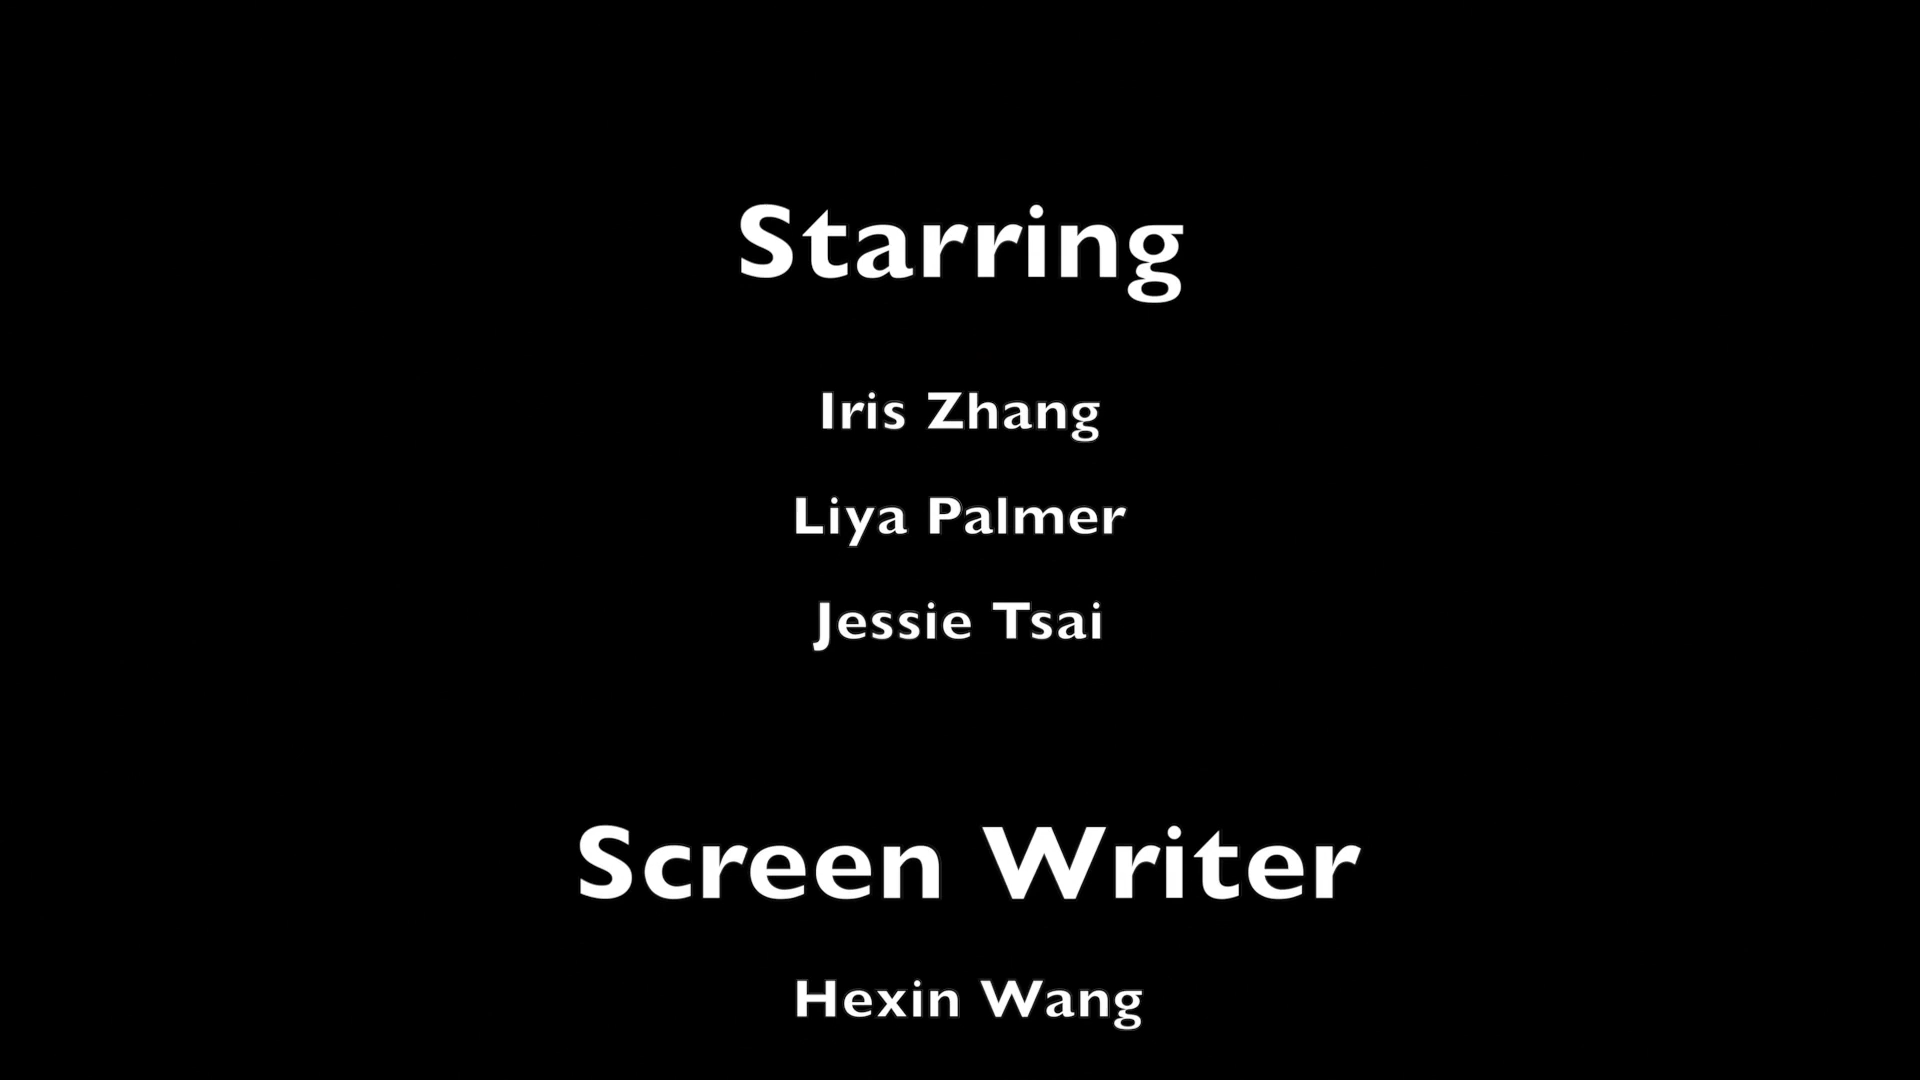 Starring
Iris Zhang
Liya Palmer
Jessie Tsai
Screen Writer
Hexin Wang